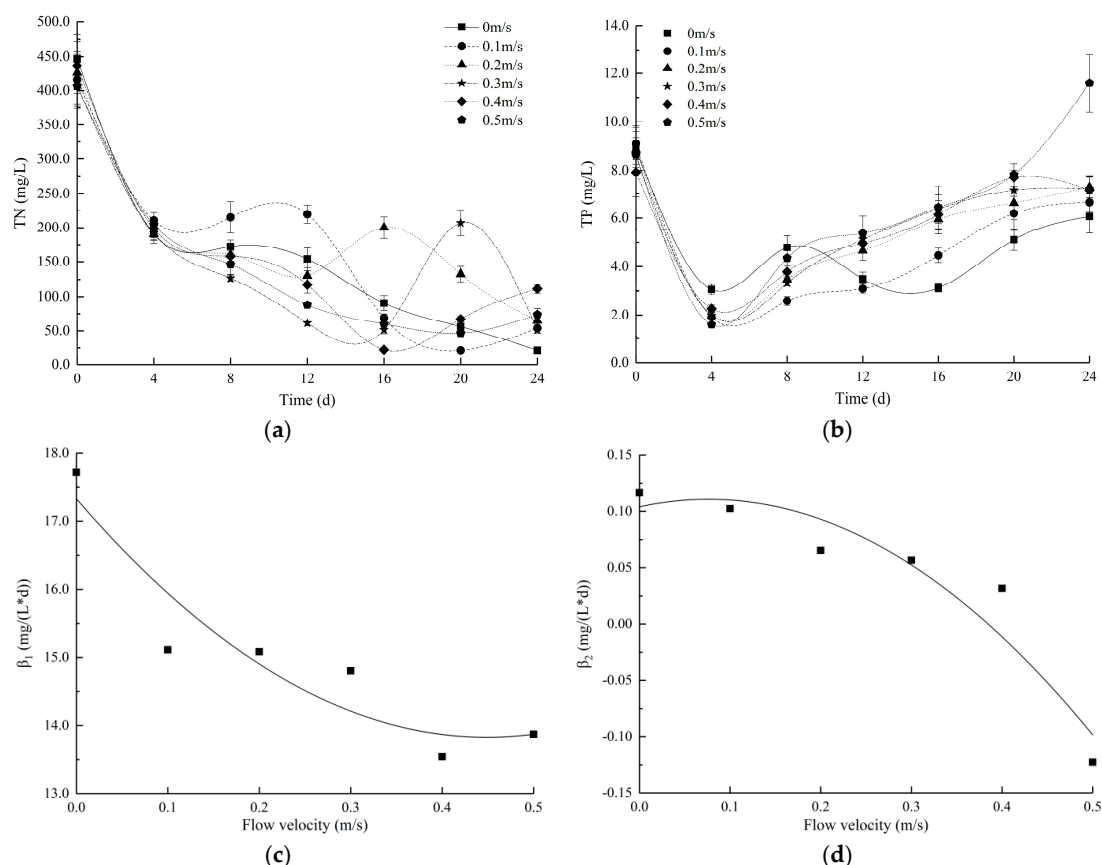 500.0
450.0
400.0
350.0
300.0
250.0
200.0
150.0
100.0
50.0
0.0
TN (mg/L)
0 4 8 12 16 20 24
Time (d)
0m/s
0.1m/s
0.2m/s
0.3m/s
0.4m/s
0.5m/s
(a)
14.0
12.0
10.0
8.0
6.0
4.0
2.0
0.0
TP (mg/L)
0 4 8 12 16 20 24
Time (d)
0m/s
0.1m/s
0.2m/s
0.3m/s
0.4m/s
0.5m/s
(b)
18.0
17.0
16.0
15.0
14.0
13.0
β1 (mg/(L*d))
0.0 0.1 0.2 0.3 0.4 0.5
Flow velocity (m/s)
(c)
0.15
0.10
0.05
0.00
-0.05
-0.10
-0.15
β2 (mg/(L*d))
0.0 0.1 0.2 0.3 0.4 0.5
Flow velocity (m/s)
(d)